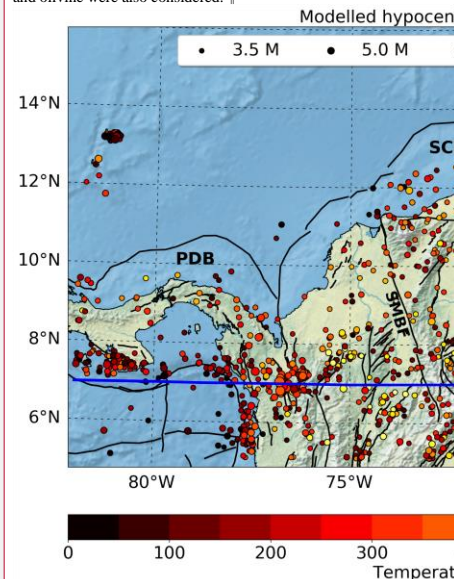 and olivine were also considered.
Modelled hypocen
3.5 M 5.0 M
14°N
SC
12°N
10°N
PDB
SMBF
8°N
6°N
80°W 75°W
0 100 200 300
Temperat